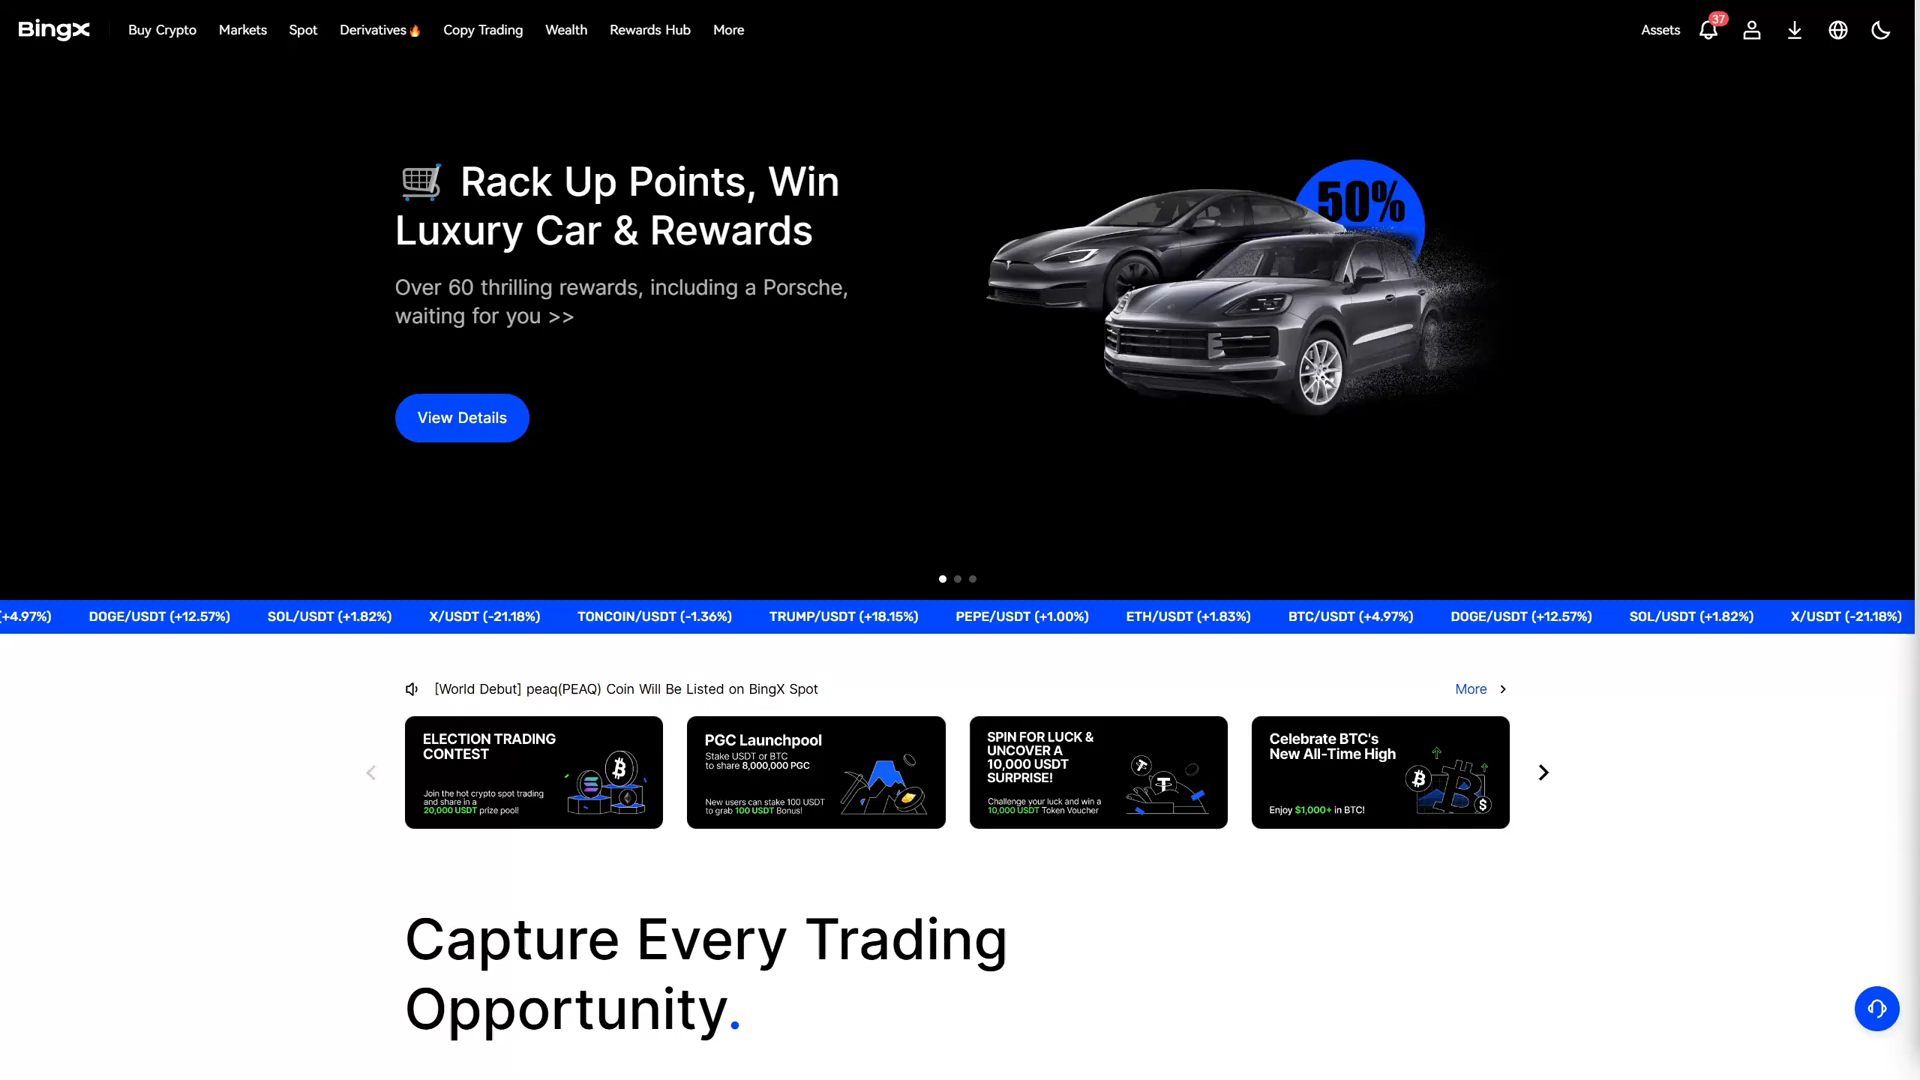 BingX
Buy Crypto
Markets
Spot
Derivatives
Copy Trading
Wealth
Rewards Hub
More
Assets
37
Rack Up Points, Win
Luxury Car & Rewards
Over 60 thrilling rewards, including a Porsche,
waiting for you >>
View Details
50%
(+4.97%) DOGE/USDT (+12.57%) SOL/USDT (+1.82%) X/USDT (-21.18%) TONCOIN/USDT (-1.36%) TRUMP/USDT (+18.15%) PEPE/USDT (+1.00%) ETH/USDT (+1.83%) BTC/USDT (+4.97%) DOGE/USDT (+12.57%) SOL/USDT (+1.82%) X/USDT (-21.18%)
[World Debut] peaq(PEAQ) Coin Will Be Listed on BingX Spot
More
ELECTION TRADING
CONTEST
Join the hot crypto spot trading
and share in a
20,000 USDT prize pool!
PGC Launchpool
Stake USDT or BTC
to share 8,000,000 PGC
New users can stake 100 USDT
to grab 100 USDT Bonus!
SPIN FOR LUCK &
UNCOVER A
10,000 USDT
SURPRISE!
Challenge your luck and win a
10,000 USDT Token Voucher
Celebrate BTC's
New All-Time High
Enjoy $1,000+ in BTC!
Capture Every Trading
Opportunity.